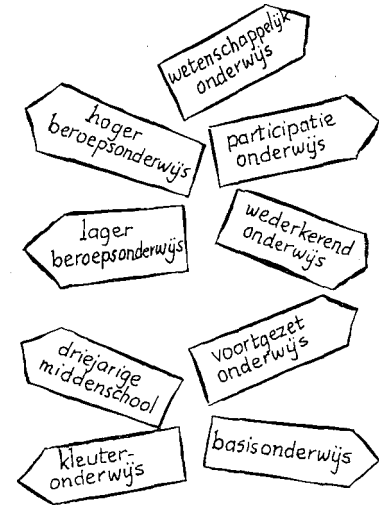 wetenschappelijk
onderwijs
hoger
beroepsonderwijs
participatie
onderwijs
lager
beroepsonderwijs
wederkerend
onderwijs
driejarige
middenschool
voortgezet
onderwijs
kleuter-
onderwijs
basisonderwijs